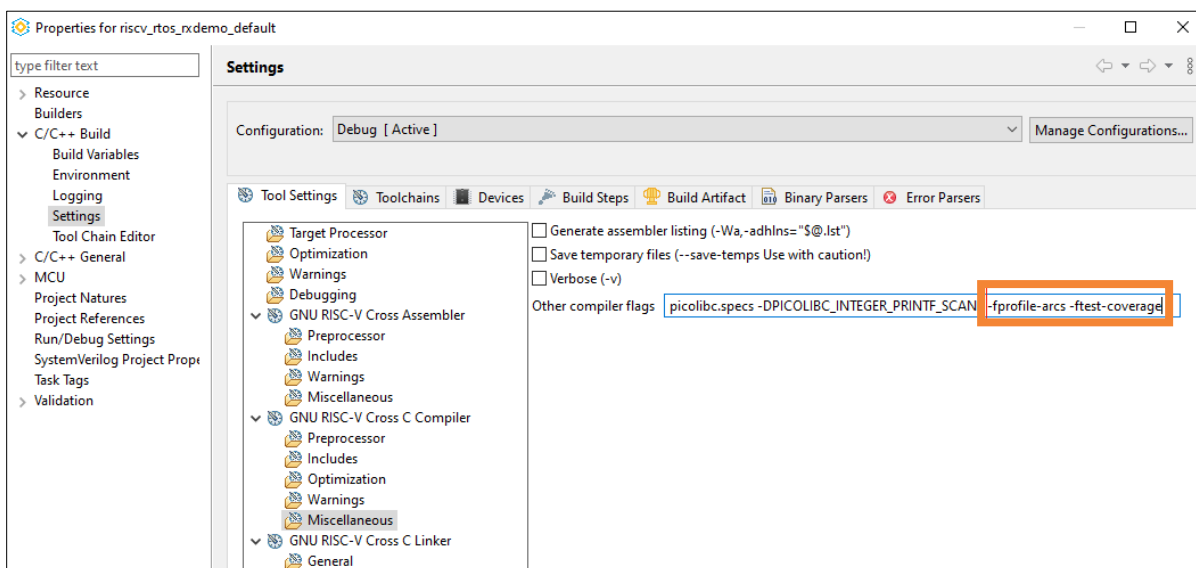 Properties for riscv_rtos_rxdemo_default
type filter text
Resource
Builders
C/C++ Build
Build Variables
Environment
Logging
Settings
Tool Chain Editor
C/C++ General
MCU
Project Natures
Project References
Run/Debug Settings
SystemVerilog Project Prope
Task Tags
Validation
Settings
Configuration: Debug [ Active ]
Manage Configurations...
Tool Settings Toolchains Devices Build Steps Build Artifact Binary Parsers Error Parsers
Target Processor
Optimization
Warnings
Debugging
GNU RISC-V Cross Assembler
Preprocessor
Includes
Warnings
Miscellaneous
GNU RISC-V Cross C Compiler
Preprocessor
Includes
Optimization
Warnings
Miscellaneous
GNU RISC-V Cross C Linker
General
Generate assembler listing (-Wa,-adhlns="$@.lst")
Save temporary files (--save-temps Use with caution!)
Verbose (-v)
Other compiler flags picolibc.specs -DPICOLIBC_INTEGER_PRINTF_SCAN -fprofile-arcs -ftest-coverage